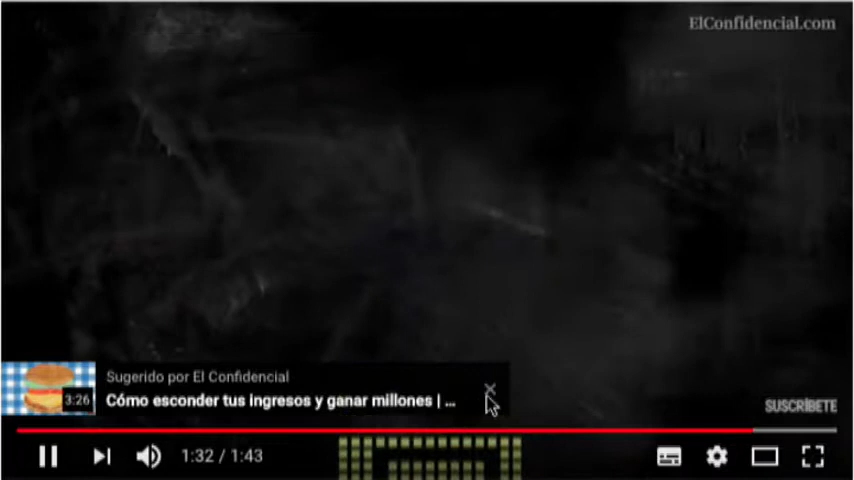 ElConfidencial.com
Sugerido por El Confidencial
3:26
Cómo esconder tus ingresos y ganar millones | ...
SUSCRÍBETE
1:32 / 1:43